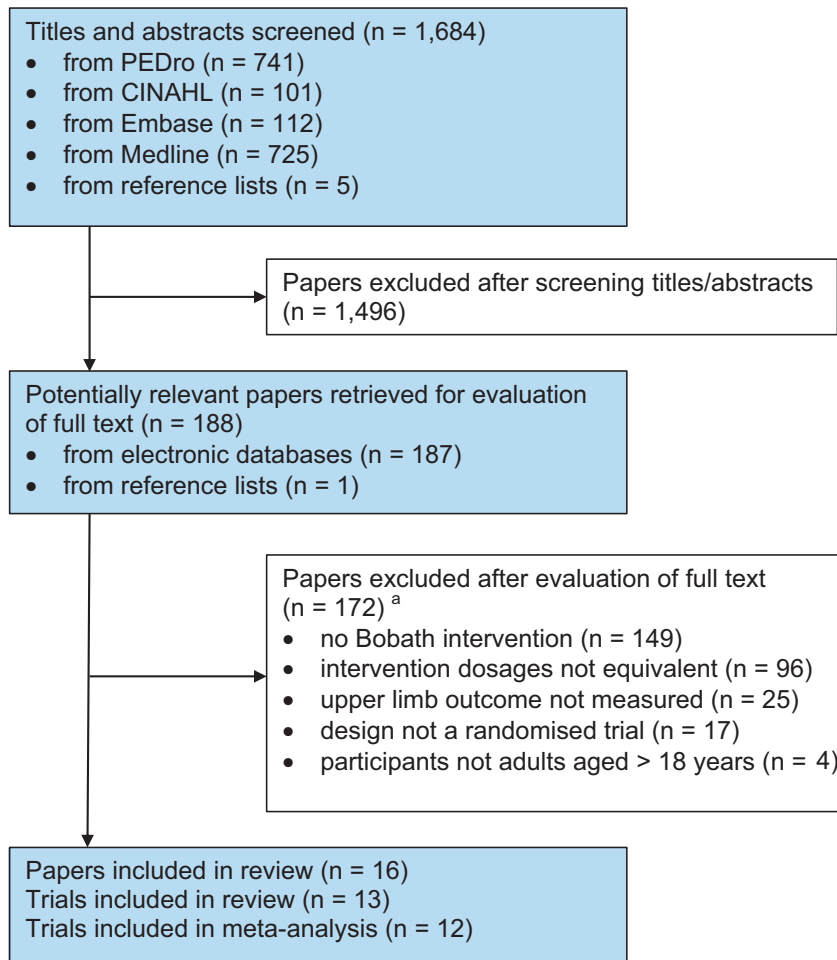 Titles and abstracts screened (n = 1,684)
• from PEDro (n = 741)
• from CINAHL (n = 101)
• from Embase (n = 112)
• from Medline (n = 725)
• from reference lists (n = 5)
Papers excluded after screening titles/abstracts
(n = 1,496)
Potentially relevant papers retrieved for evaluation
of full text (n = 188)
• from electronic databases (n = 187)
• from reference lists (n = 1)
Papers excluded after evaluation of full text
(n = 172) a
• no Bobath intervention (n = 149)
• intervention dosages not equivalent (n = 96)
• upper limb outcome not measured (n = 25)
• design not a randomised trial (n = 17)
• participants not adults aged > 18 years (n = 4)
Papers included in review (n = 16)
Trials included in review (n = 13)
Trials included in meta-analysis (n = 12)